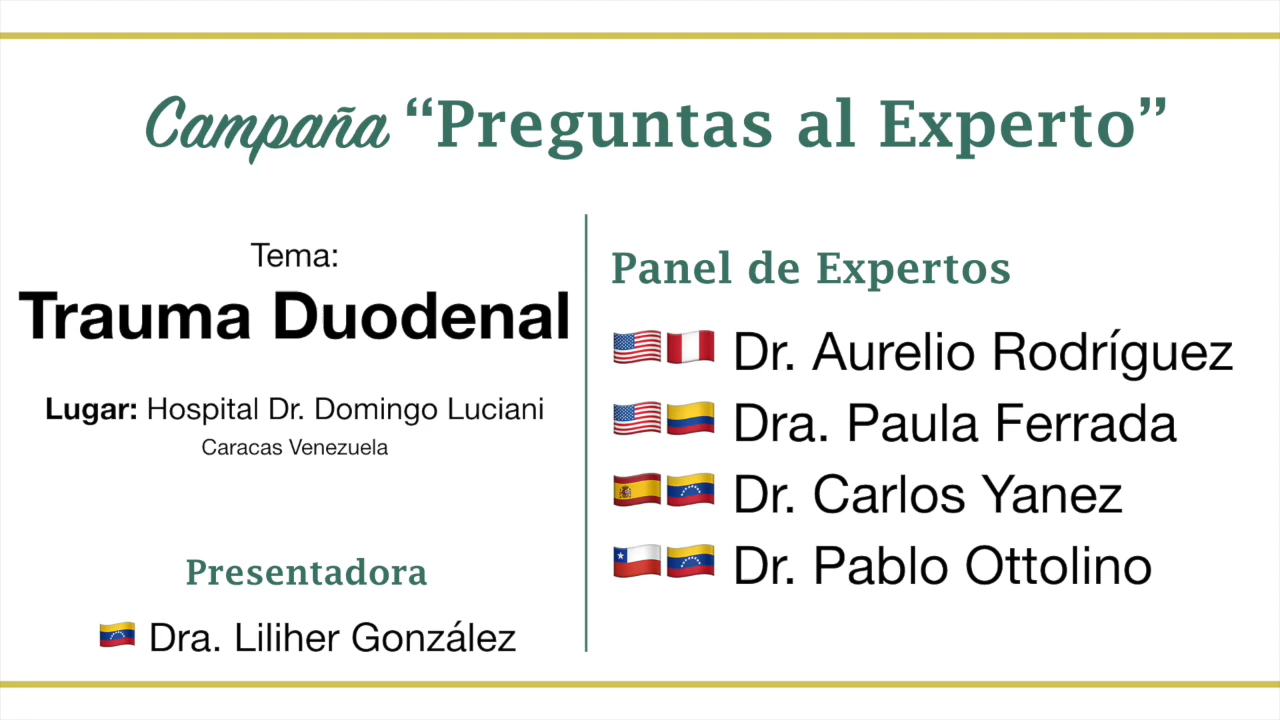 Campaña “Preguntas al Experto”
Tema:
Trauma Duodenal
Lugar: Hospital Dr. Domingo Luciani
Caracas Venezuela
Presentadora
Dra. Liliher González
Panel de Expertos
Dr. Aurelio Rodríguez
Dra. Paula Ferrada
Dr. Carlos Yanez
Dr. Pablo Ottolino